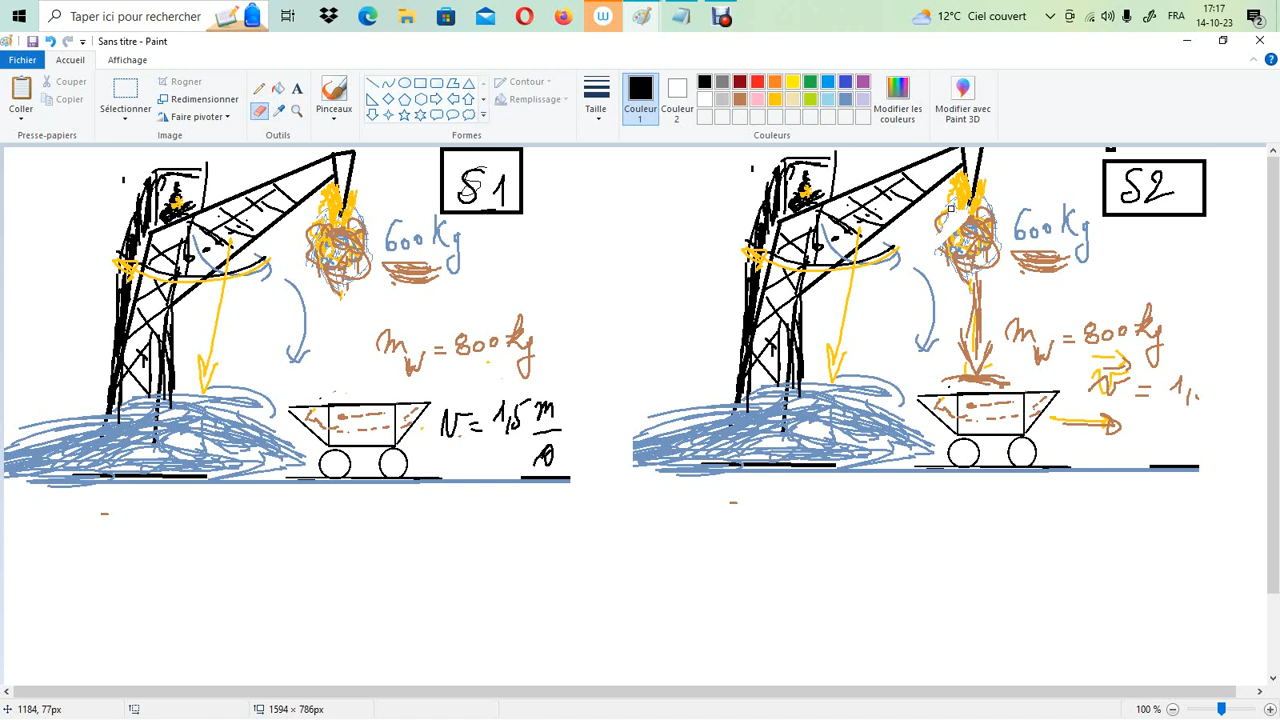 Taper ici pour rechercher
12°C Ciel couvert
FRA
17:17
14-10-23
2
Sans titre - Paint
Fichier
Accueil
Affichage
Coller
Couper
Copier
Presse-papiers
Sélectionner
Rogner
Redimensionner
Faire pivoter
Image
A
Outils
Pinceaux
Contour
Remplissage
Formes
Taille
Couleur 1
Couleur 2
Modifier les couleurs
Modifier avec Paint 3D
Couleurs
S1
600 Kg
m_w = 800 kg
v = 1,5 m/s
S2
600 Kg
m_w = 800 kg
v = 1,
1184, 77px
1594 × 786px
100 %